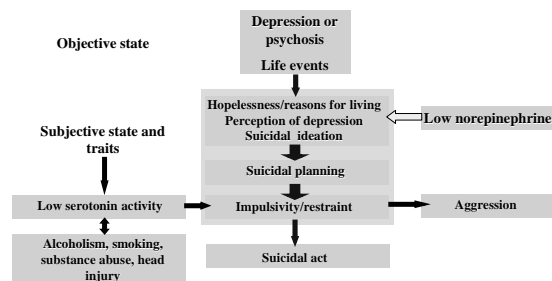 Depression or
psychosis
Life events
Objective state
Hopelessness/reasons for living
Perception of depression
Suicidal ideation
Low norepinephrine
Subjective state and
traits
Suicidal planning
Low serotonin activity
Impulsivity/restraint
Aggression
Alcoholism, smoking,
substance abuse, head
injury
Suicidal act